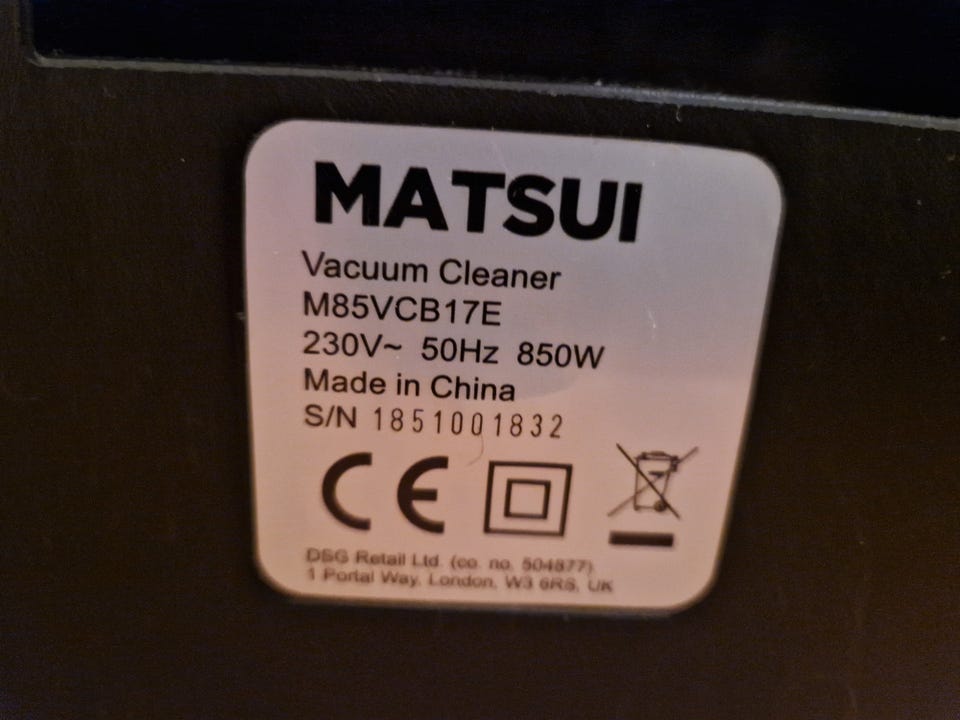 MATSUI
Vacuum Cleaner
M85VCB17E
230V~ 50Hz 850W
Made in China
S/N 1851001832
CE
DSG Retail Ltd. (co. no. 504877)
1 Portal Way, London, W3 6RS, UK